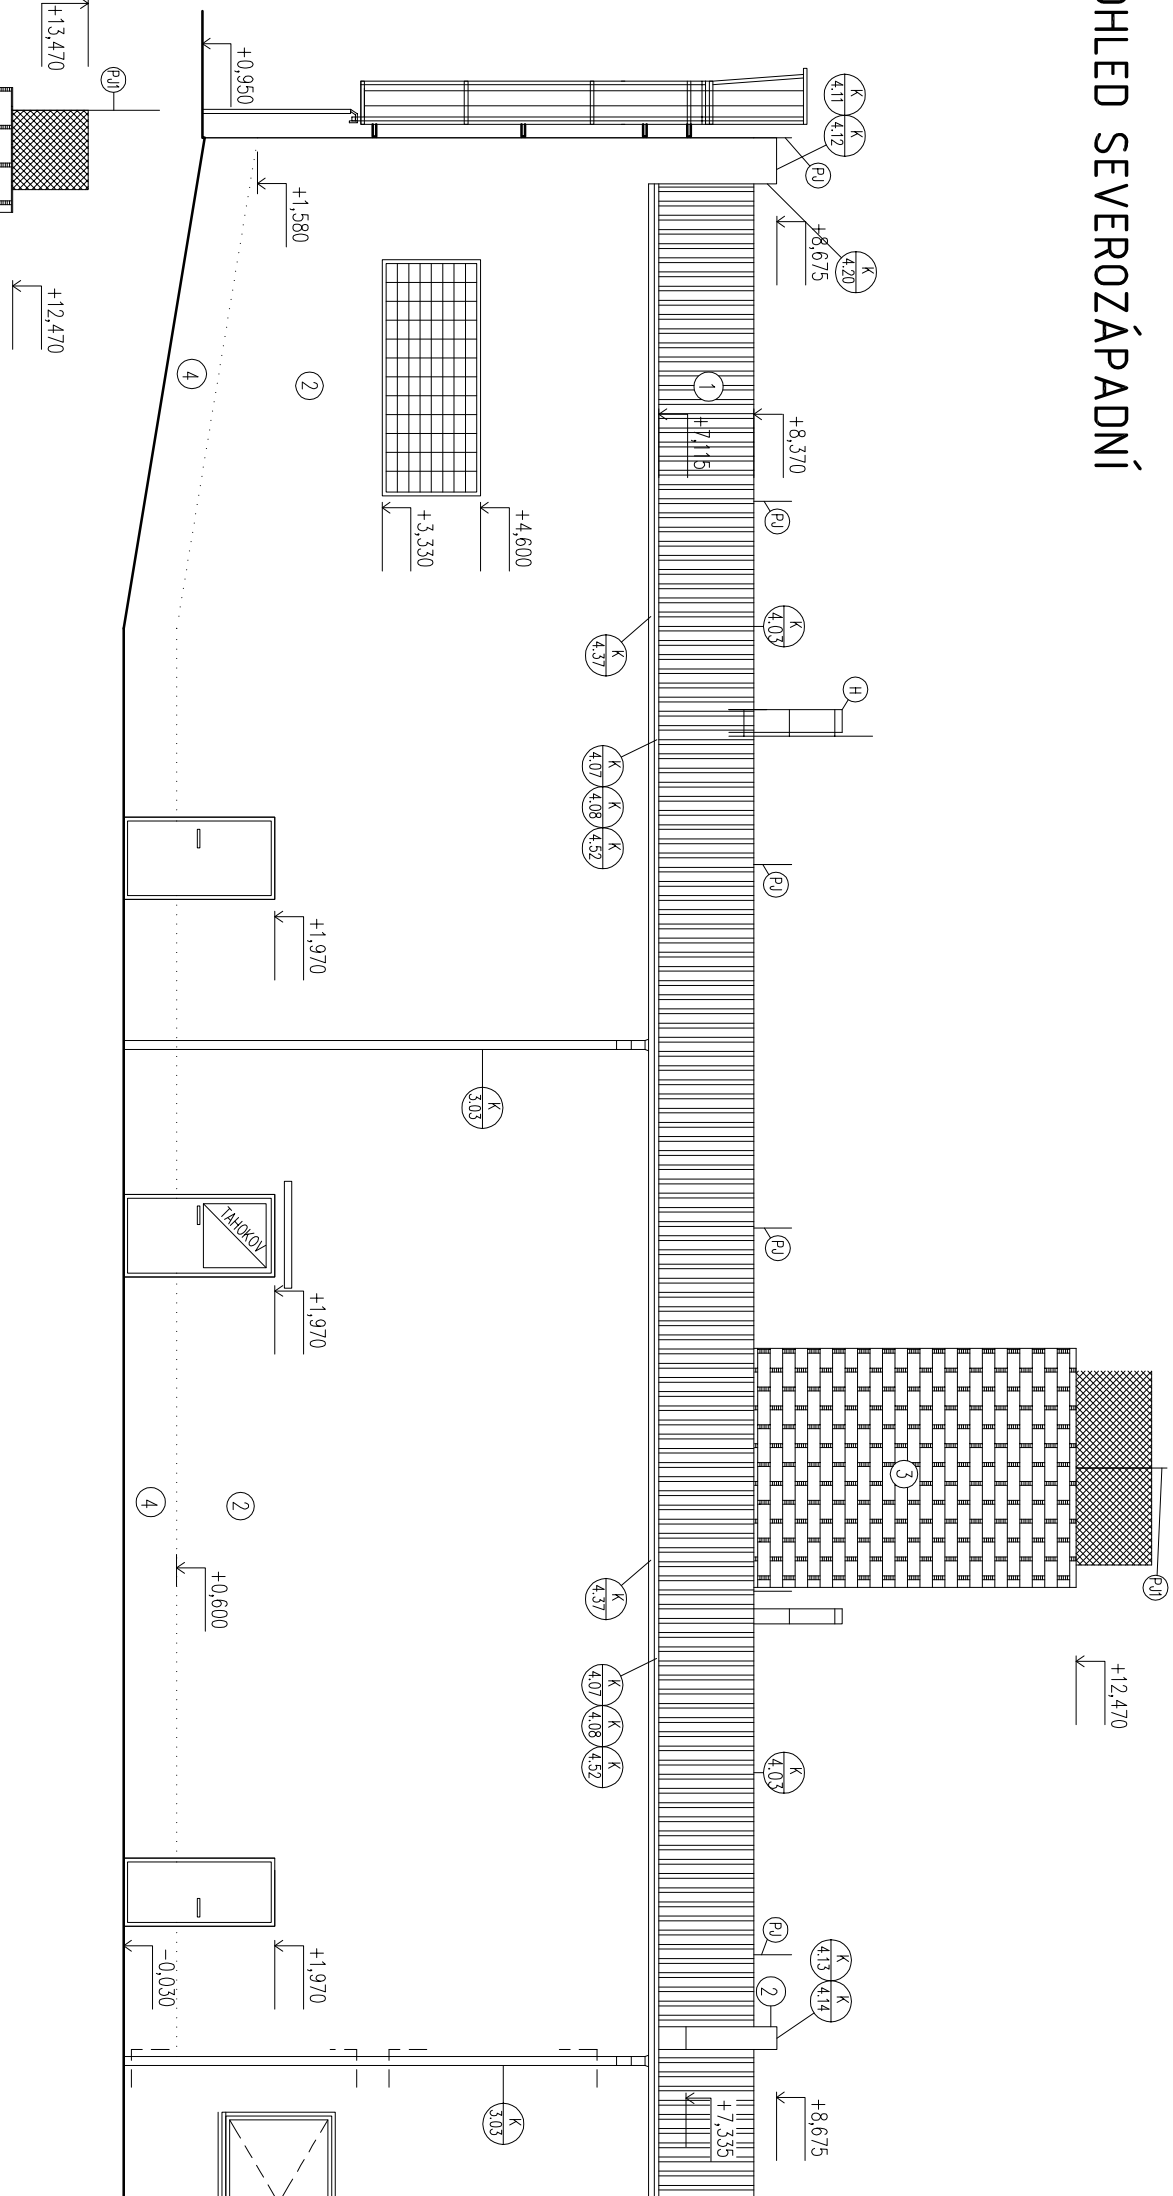 OHLED SEVEROZÁPADNÍ
+13,470
PJ1
+12,470
+0,950
K 4.11
K 4.12
PJ
+1,580
+8,675
K 4.20
4
2
1
+8,370
+7,115
+3,330
+4,600
PJ
K 4.03
K 4.37
H
K 4.07
K 4.08
K 4.52
PJ
+1,970
K 3.03
TAHOKOV
+1,970
PJ
3
PJ1
4
2
+0,600
K 4.37
+12,470
K 4.07
K 4.08
K 4.52
K 4.03
PJ
K 4.13
K 4.14
2
-0,030
+1,970
K 3.03
+7,335
+8,675